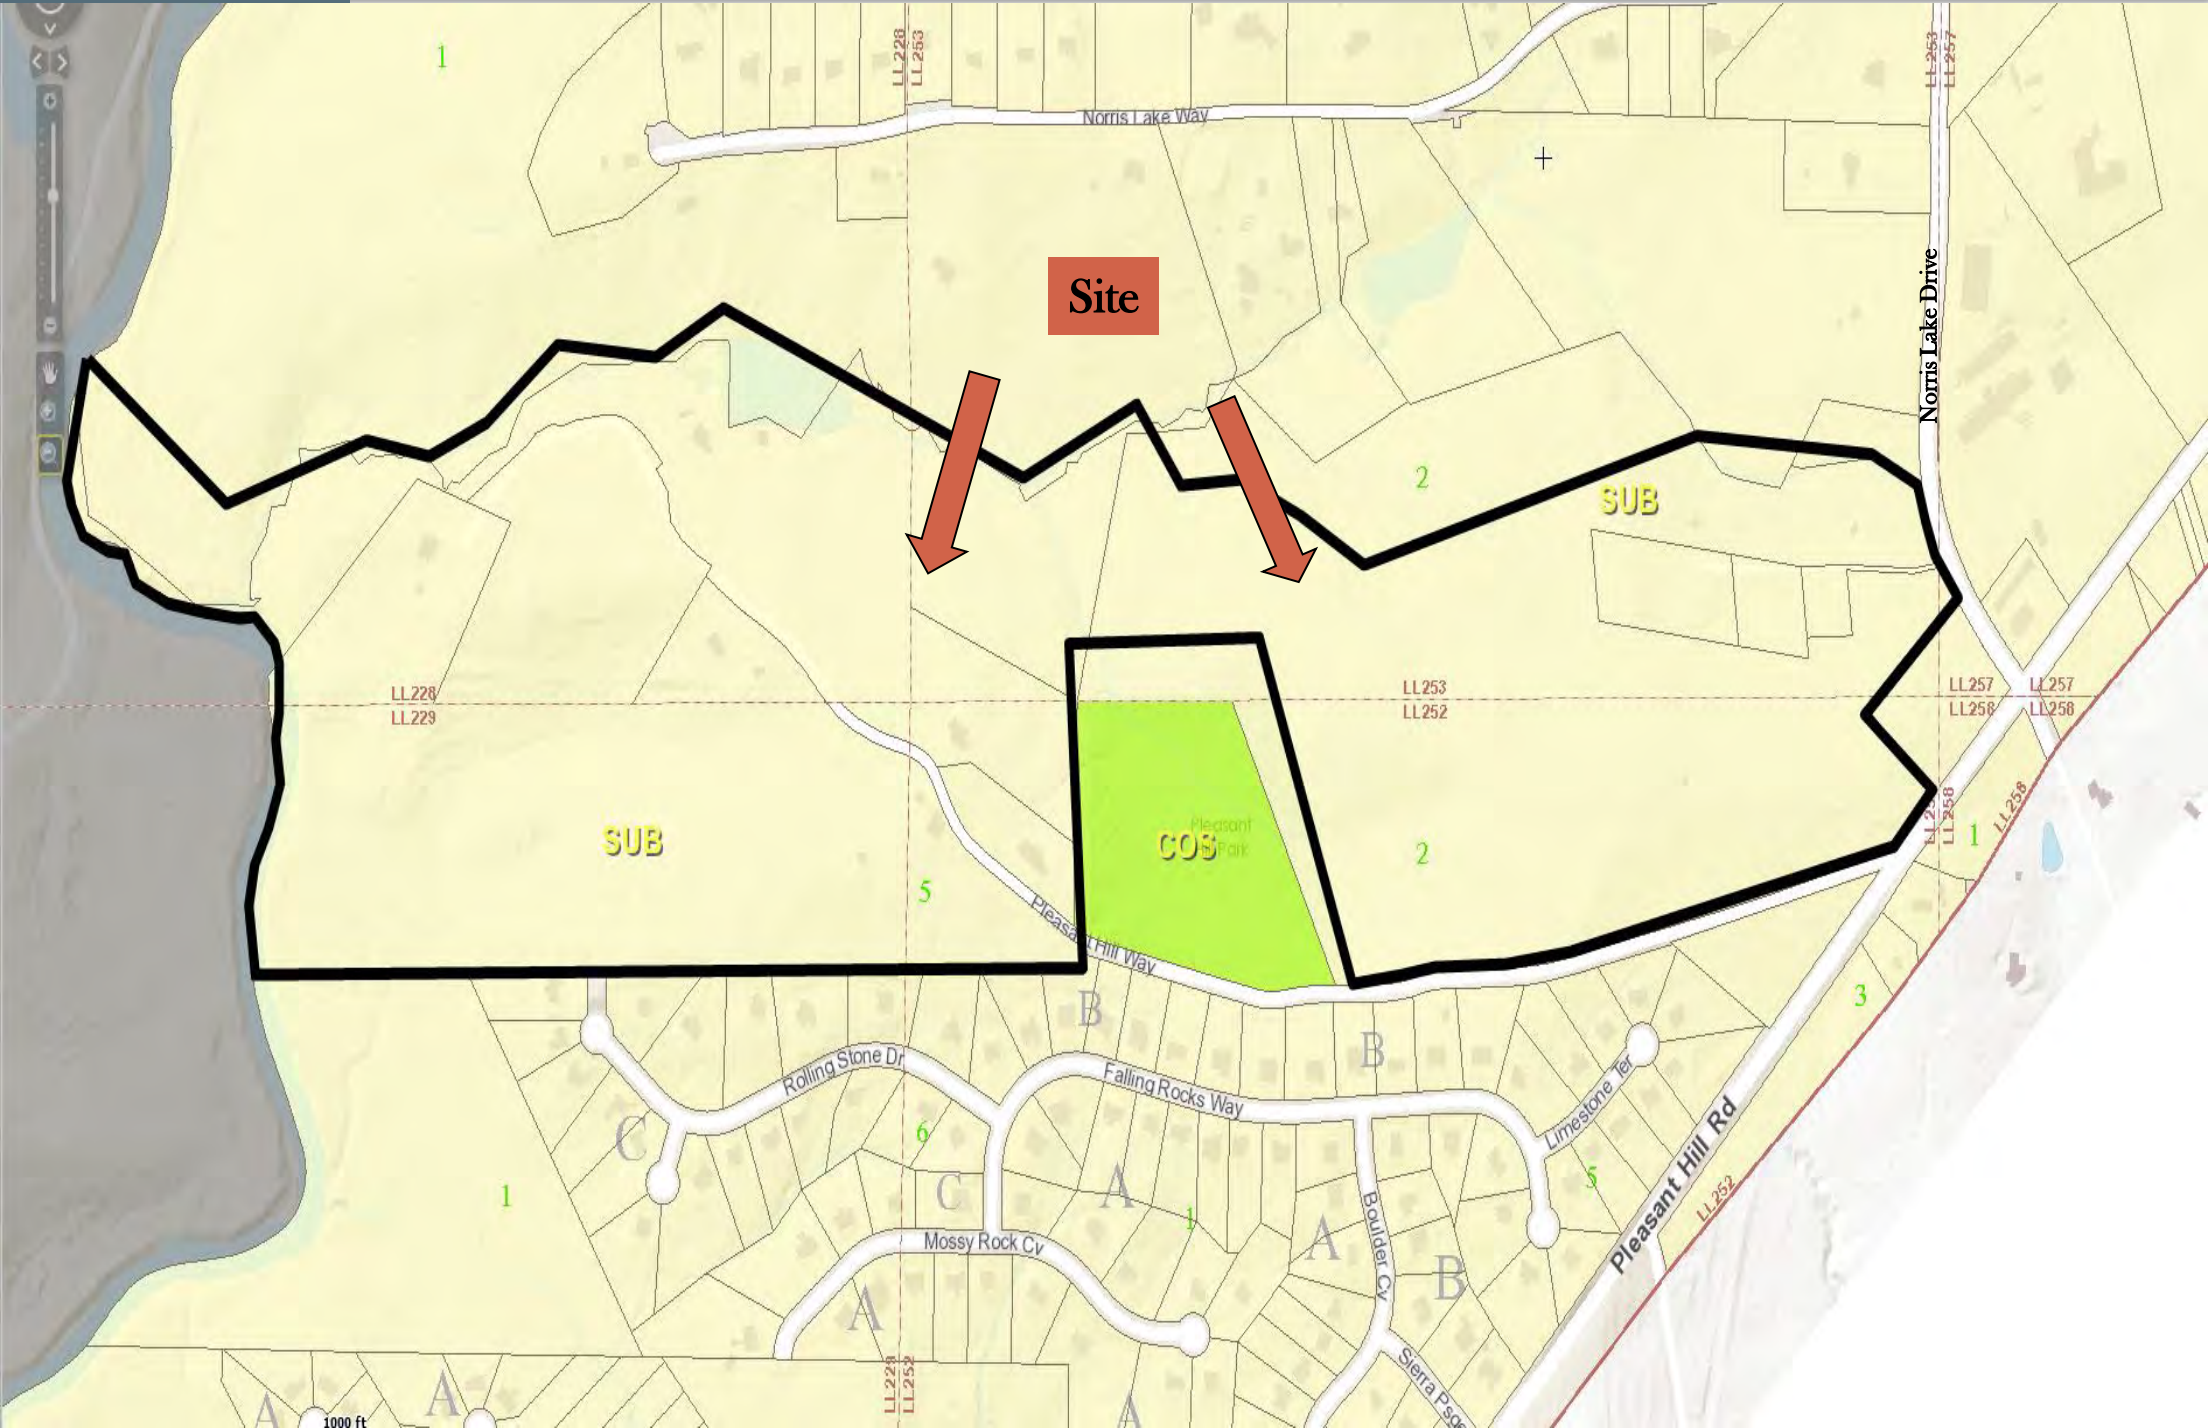 1
LL228
LL253
LL253
LL257
Norris Lake Way
Norris Lake Drive
Site
2
SUB
LL228
LL229
LL253
LL252
LL257
LL257
LL258
LL258
SUB
COS
Pleasant
Park
2
5
LL258
LL258
1
Pleasant Hill Way
3
B
B
Rolling Stone Dr
Falling Rocks Way
Limestone Ter
C
6
C
A
1
5
1
A
B
Boulder Cv
Pleasant Hill Rd
LL252
Mossy Rock Cv
A
LL229
LL252
A
A
A
1000 ft